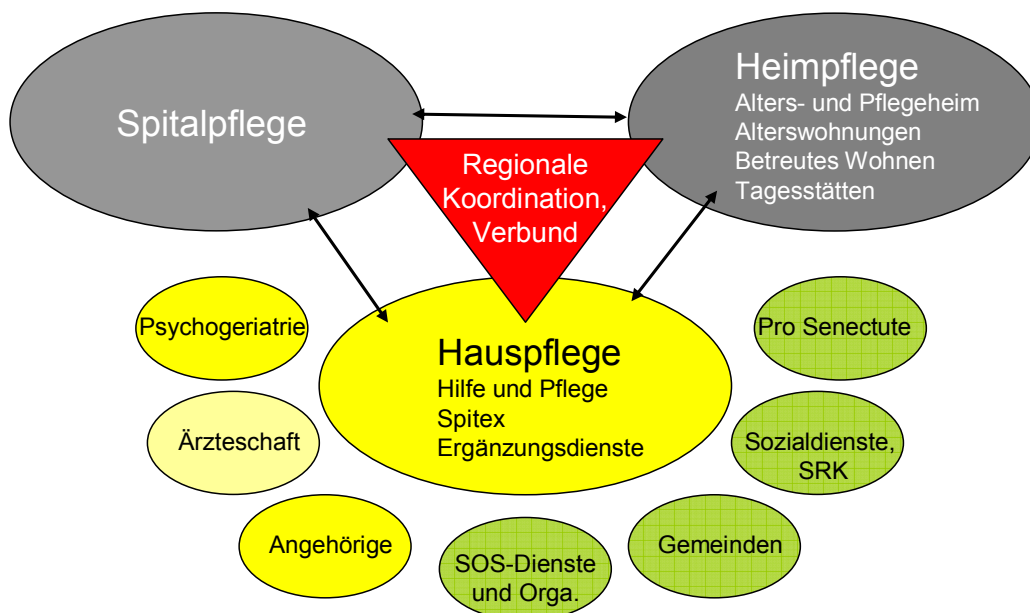 Spitalpflege
Heimpflege
Alters- und Pflegeheim
Alterswohnungen
Betreutes Wohnen
Tagesstätten
Regionale
Koordination,
Verbund
Psychogeriatrie
Hauspflege
Hilfe und Pflege
Spitex
Ergänzungsdienste
Pro Senectute
Ärzteschaft
Sozialdienste,
SRK
Angehörige
SOS-Dienste
und Orga.
Gemeinden